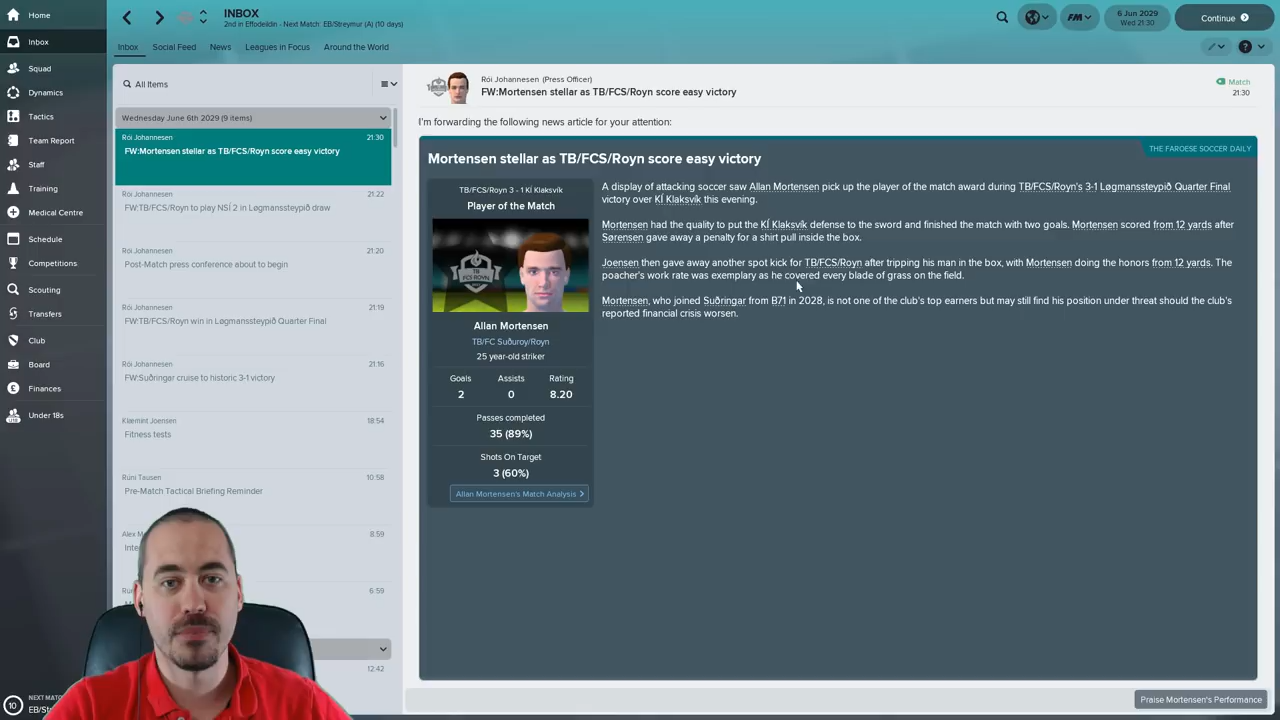 INBOX
2nd in Effodeildin - Next Match: EB/Streymur (A) (10 days)
FM
6 Jun 2029
Wed 21:30
Continue
Home
Inbox
Squad
Dynamics
Tactics
Team Report
Staff
Training
Medical Centre
Schedule
Competitions
Scouting
Transfers
Club
Board
Finances
Under 18s
10
NEXT MAT
EB/St
Inbox
Social Feed
News
Leagues in Focus
Around the World
All Items
Wednesday June 6th 2029 (9 items)
Rói Johannesen 21:30
FW:Mortensen stellar as TB/FCS/Royn score easy victory
Rói Johannesen 21:22
FW:TB/FCS/Royn to play NSÍ 2 in Løgmanssteypið draw
Rói Johannesen 21:20
Post-Match press conference about to begin
Rói Johannesen 21:19
FW:TB/FCS/Royn win in Løgmanssteypið Quarter Final
Rói Johannesen 21:16
FW:Suðringar cruise to historic 3-1 victory
Klæmint Joensen 18:54
Fitness tests
Rúni Tausen 10:58
Pre-Match Tactical Briefing Reminder
Alex M 8:59
Inte
6:59
12:42
Rói Johannesen (Press Officer)
FW:Mortensen stellar as TB/FCS/Royn score easy victory
Match
21:30
I'm forwarding the following news article for your attention:
Mortensen stellar as TB/FCS/Royn score easy victory
THE FAROESE SOCCER DAILY
TB/FCS/Royn 3 - 1 KÍ Klaksvík
Player of the Match
TB
FCS ROYN
Allan Mortensen
TB/FC Suðuroy/Royn
25 year-old striker
Goals Assists Rating
2 0 8.20
Passes completed
35 (89%)
Shots On Target
3 (60%)
Allan Mortensen's Match Analysis
A display of attacking soccer saw Allan Mortensen pick up the player of the match award during TB/FCS/Royn's 3-1 Løgmanssteypið Quarter Final
victory over KÍ Klaksvík this evening.
Mortensen had the quality to put the KÍ Klaksvík defense to the sword and finished the match with two goals. Mortensen scored from 12 yards after
Sørensen gave away a penalty for a shirt pull inside the box.
Joensen then gave away another spot kick for TB/FCS/Royn after tripping his man in the box, with Mortensen doing the honors from 12 yards. The
poacher's work rate was exemplary as he covered every blade of grass on the field.
Mortensen, who joined Suðringar from B71 in 2028, is not one of the club's top earners but may still find his position under threat should the club's
reported financial crisis worsen.
Praise Mortensen's Performance